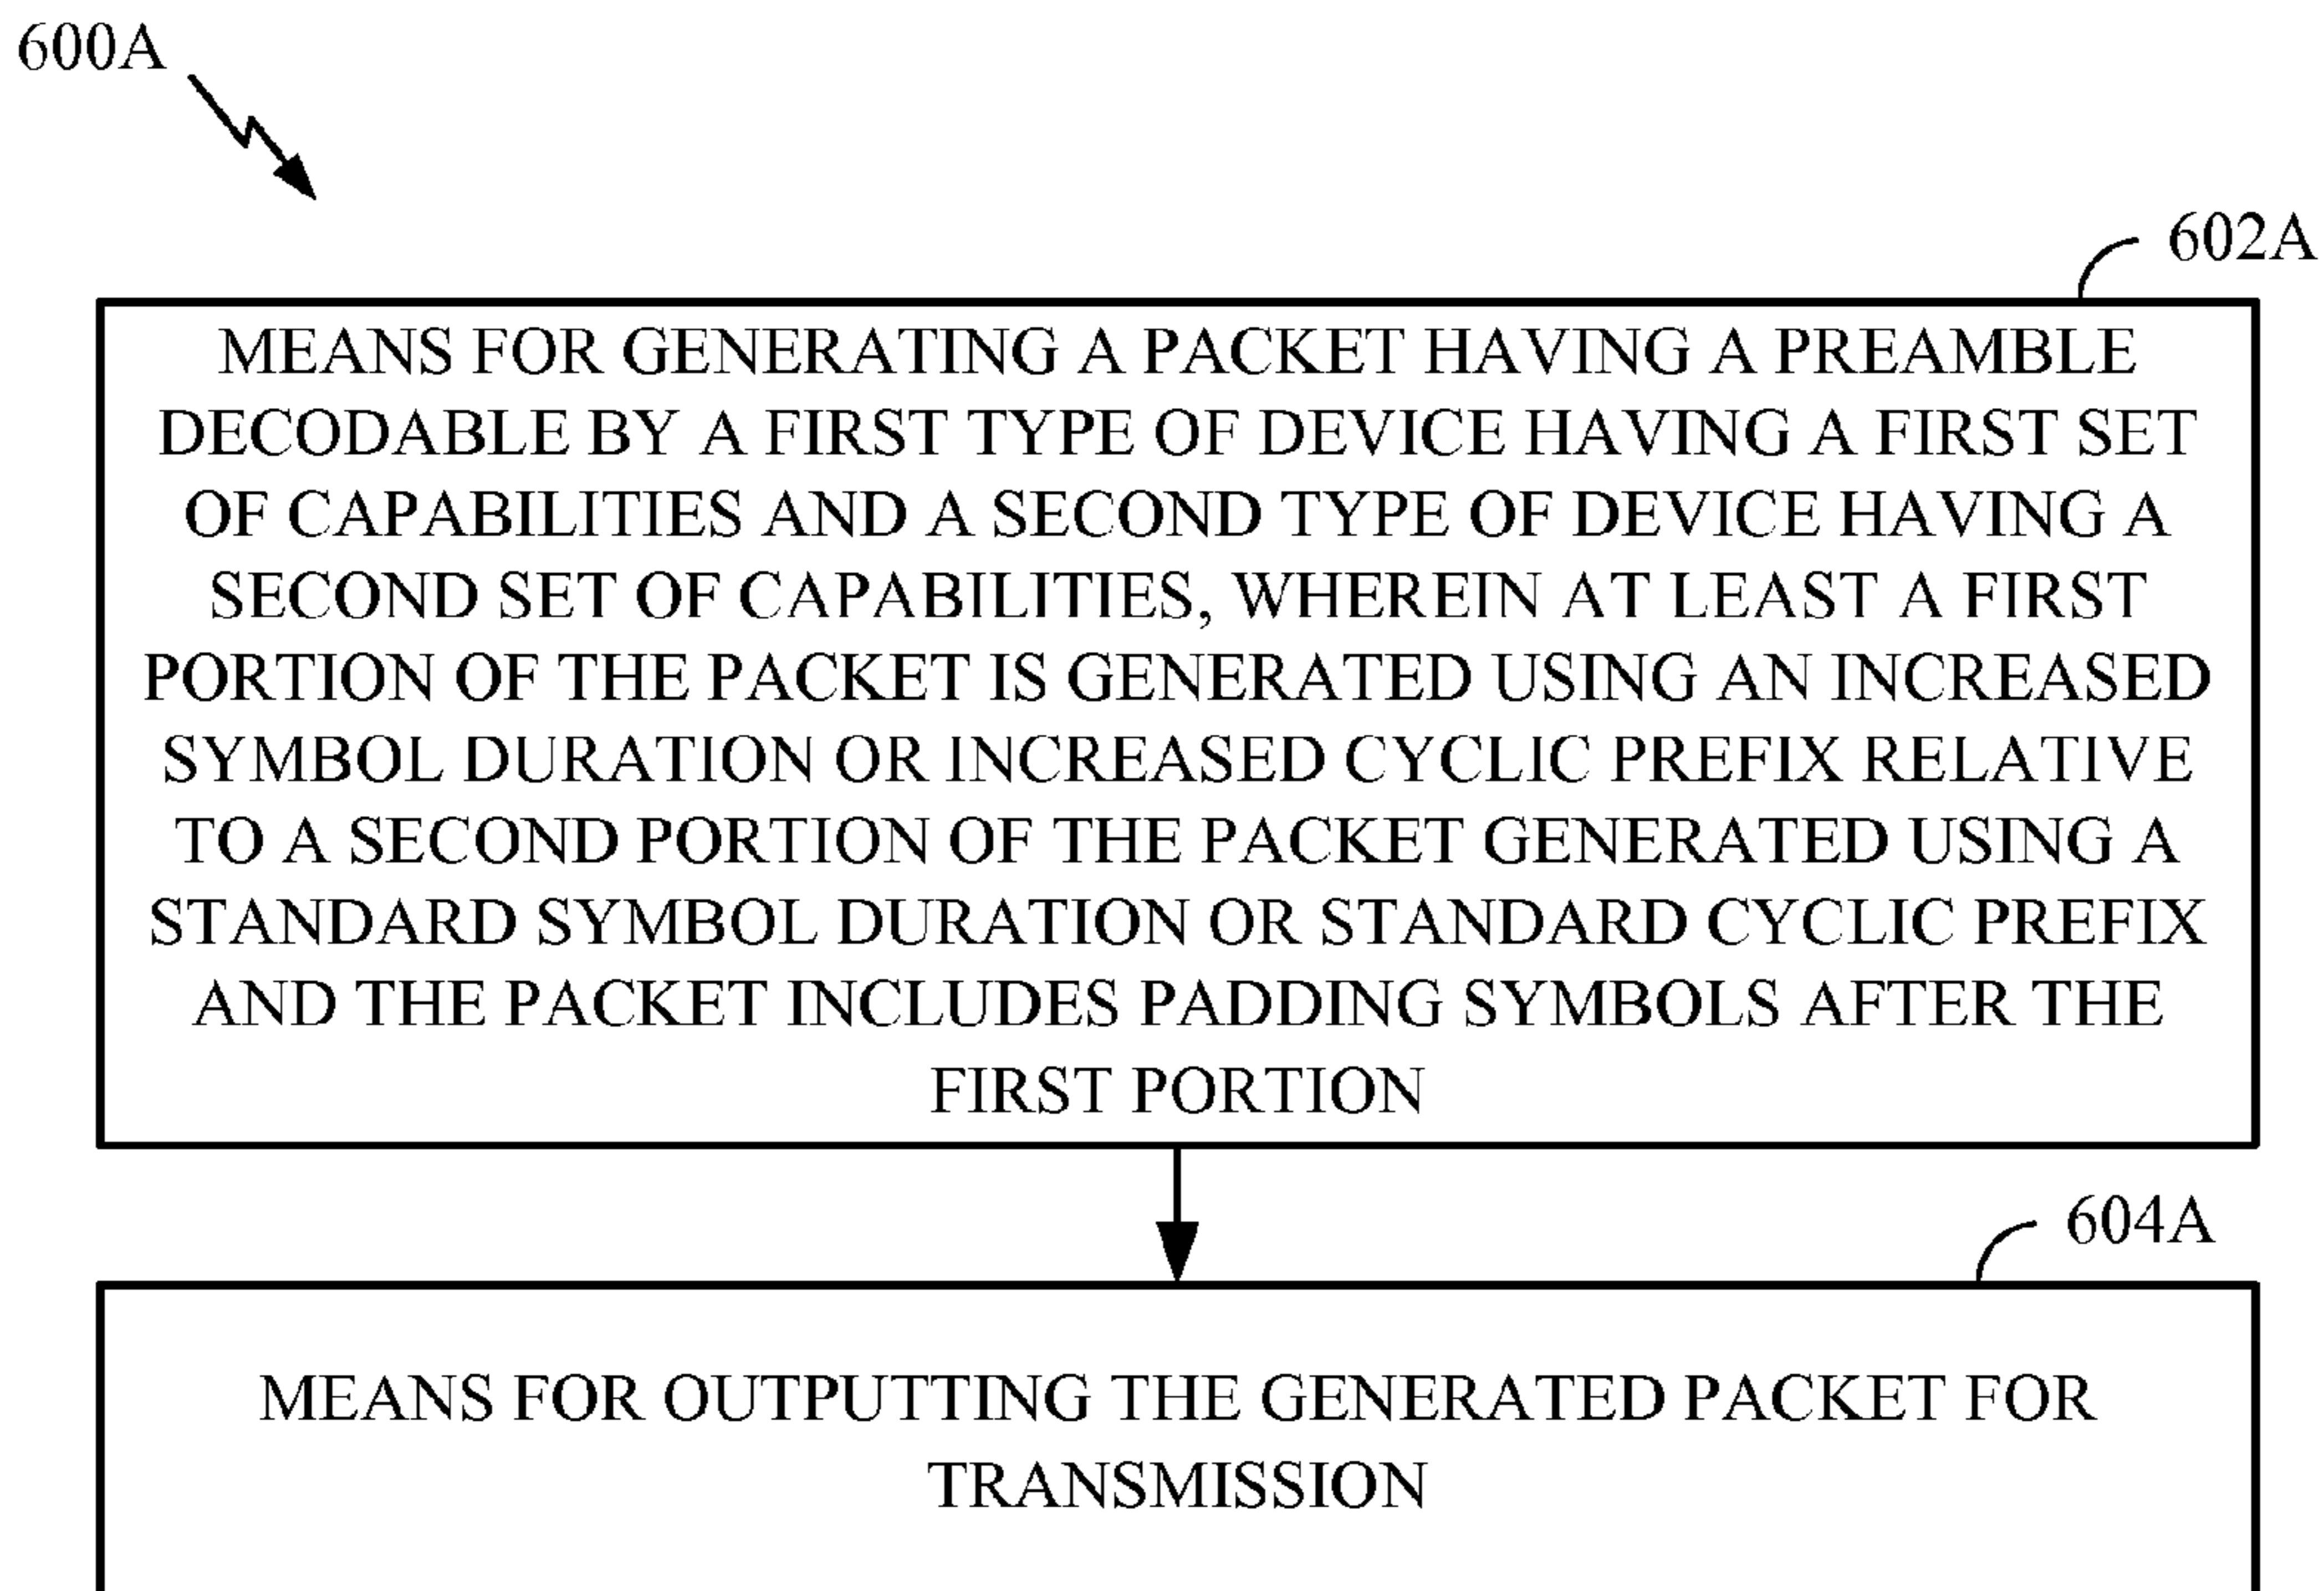 600A
602A
MEANS FOR GENERATING A PACKET HAVING A PREAMBLE
DECODABLE BY A FIRST TYPE OF DEVICE HAVING A FIRST SET
OF CAPABILITIES AND A SECOND TYPE OF DEVICE HAVING A
SECOND SET OF CAPABILITIES, WHEREIN AT LEAST A FIRST
PORTION OF THE PACKET IS GENERATED USING AN INCREASED
SYMBOL DURATION OR INCREASED CYCLIC PREFIX RELATIVE
TO A SECOND PORTION OF THE PACKET GENERATED USING A
STANDARD SYMBOL DURATION OR STANDARD CYCLIC PREFIX
AND THE PACKET INCLUDES PADDING SYMBOLS AFTER THE
FIRST PORTION
604A
MEANS FOR OUTPUTTING THE GENERATED PACKET FOR
TRANSMISSION